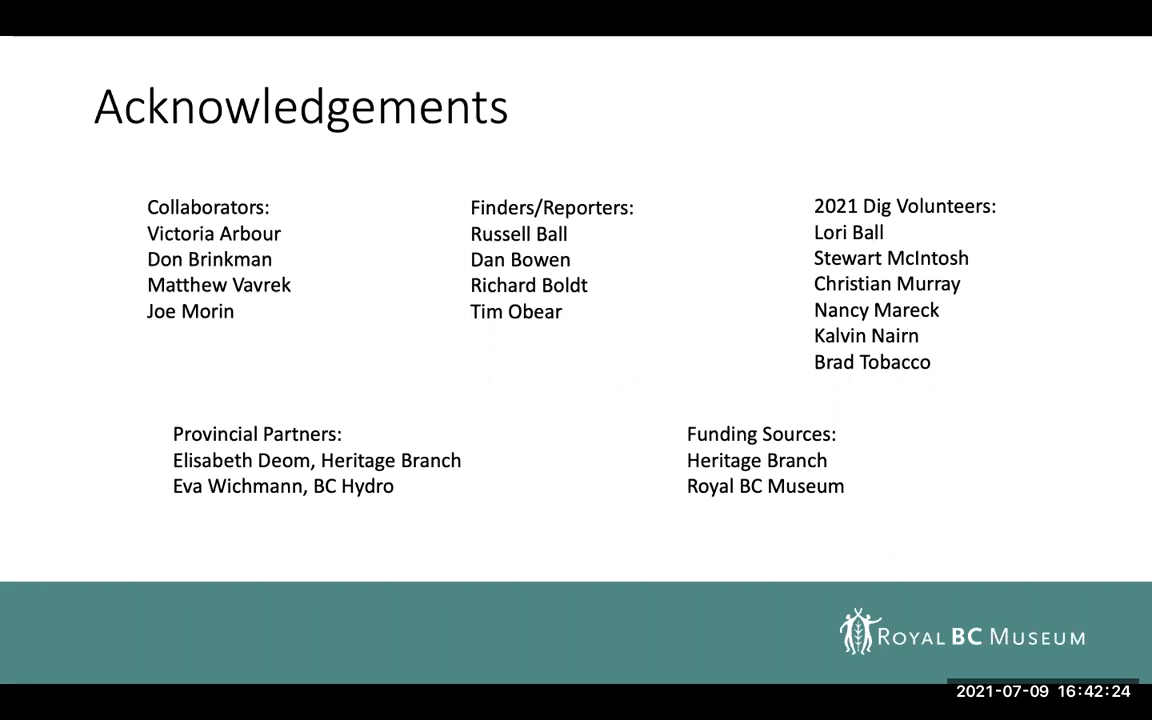 Acknowledgements
Collaborators:
Victoria Arbour
Don Brinkman
Matthew Vavrek
Joe Morin
Finders/Reporters:
Russell Ball
Dan Bowen
Richard Boldt
Tim Obear
2021 Dig Volunteers:
Lori Ball
Stewart McIntosh
Christian Murray
Nancy Mareck
Kalvin Nairn
Brad Tobacco
Provincial Partners:
Elisabeth Deom, Heritage Branch
Eva Wichmann, BC Hydro
Funding Sources:
Heritage Branch
Royal BC Museum
ROYAL BC MUSEUM
2021-07-09 16:42:24